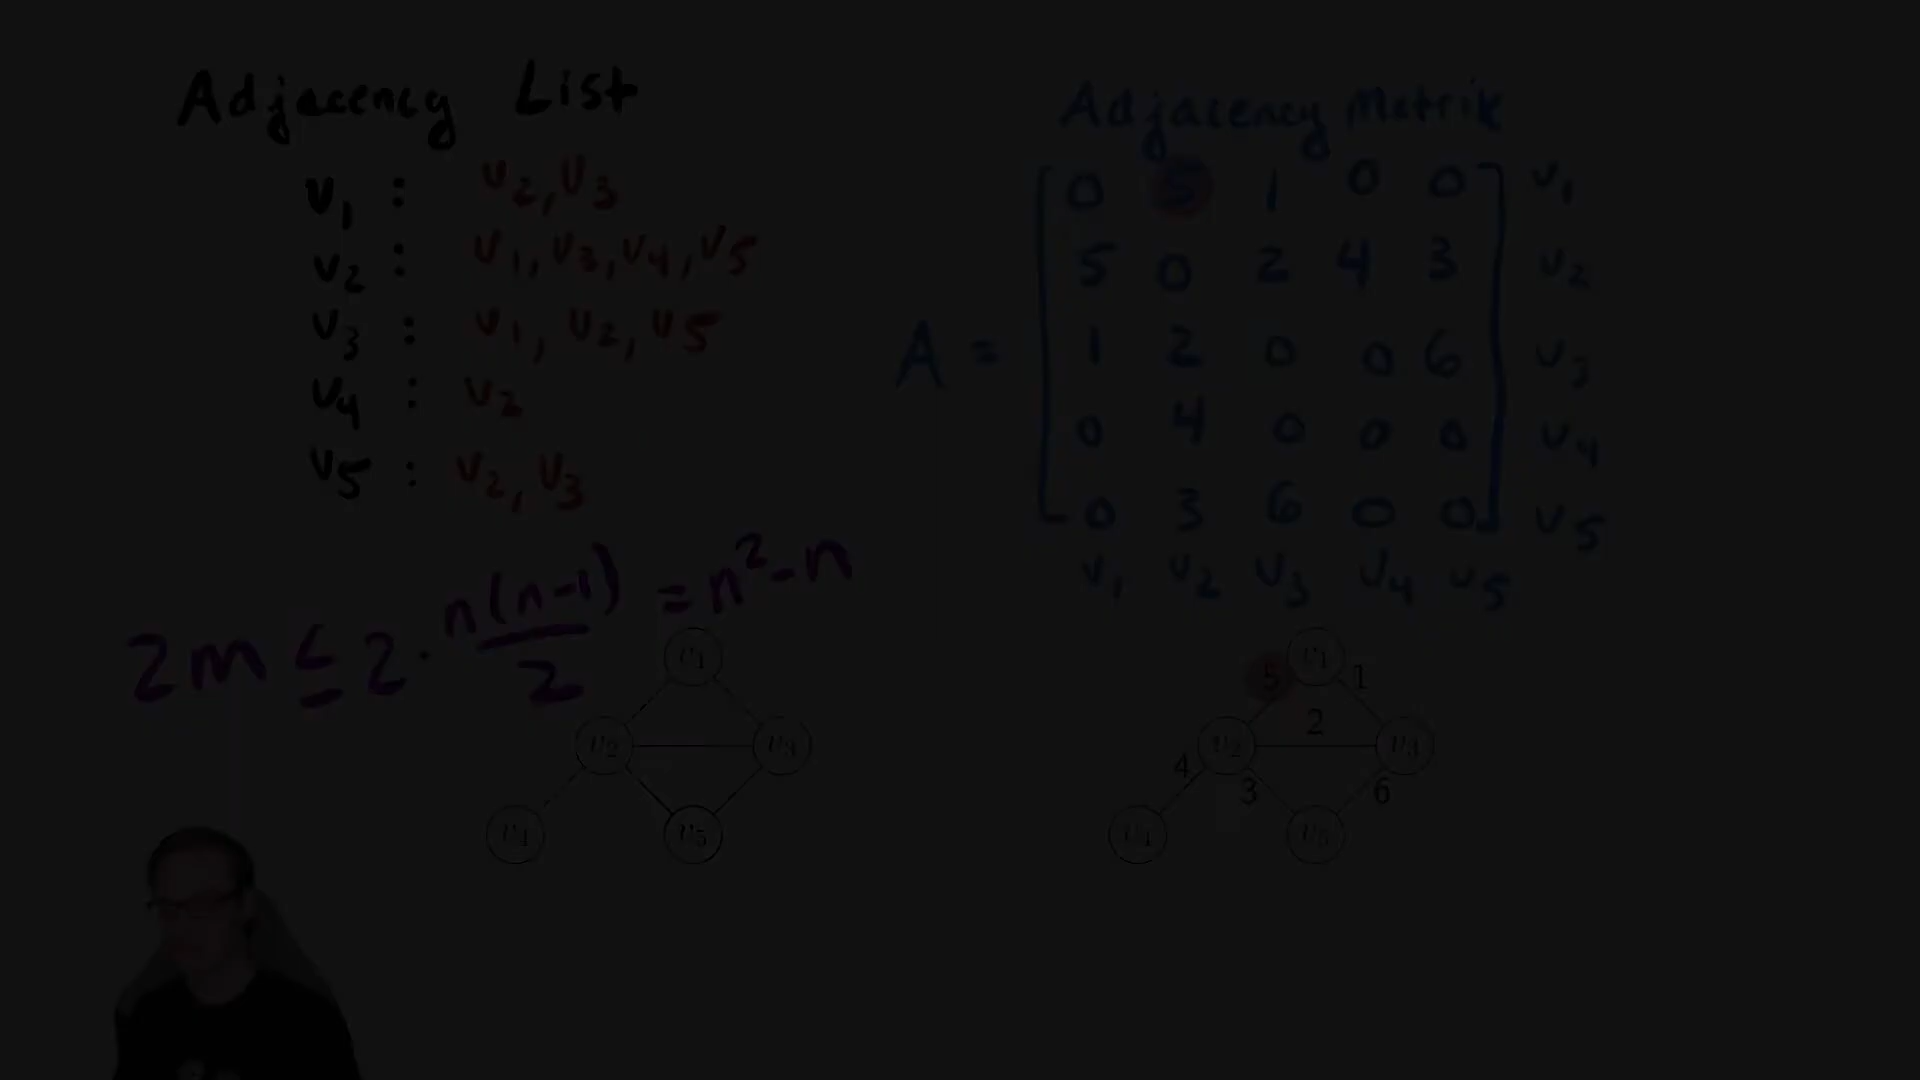 Adjacency List
v1 : v2, v3
v2 : v1, v3, v4, v5
v3 : v1, v2, v5
v4 : v2
v5 : v2, v3
2m ≤ 2 · n(n-1)/2 = n² - n
v1
v2 v3
v4 v5
Adjacency Matrix
0 5 1 0 0 v1
5 0 2 4 3 v2
A = 1 2 0 0 6 v3
0 4 0 0 0 v4
0 3 6 0 0 v5
v1 v2 v3 v4 v5
v1
5 1
2
v2 v3
4 3 6
v4 v5